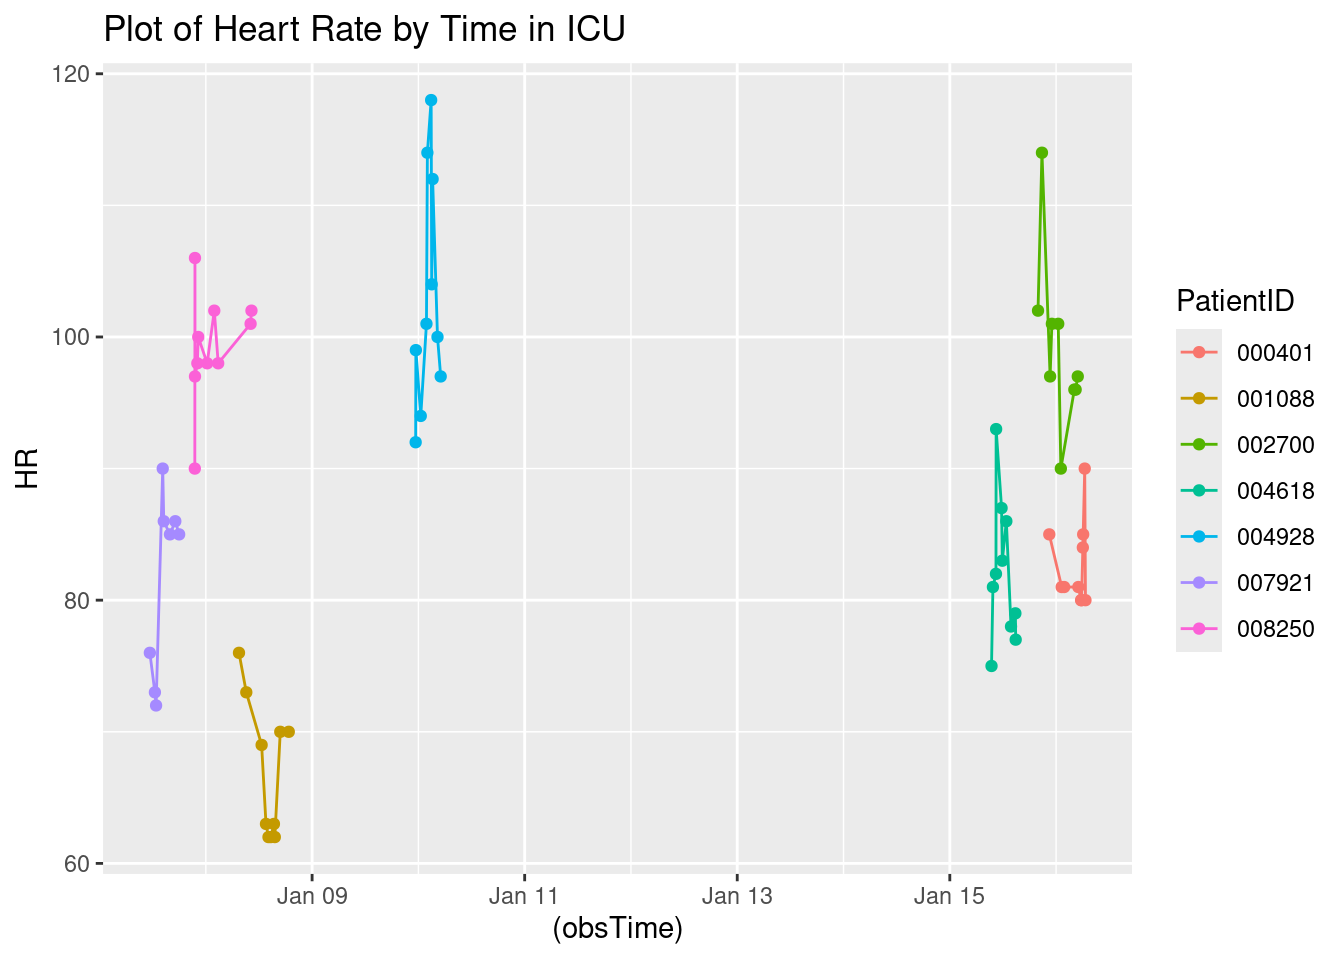 Plot of Heart Rate by Time in ICU
120
100
80
60
HR
Jan 09
Jan 11
Jan 13
Jan 15
(obsTime)
PatientID
000401
001088
002700
004618
004928
007921
008250